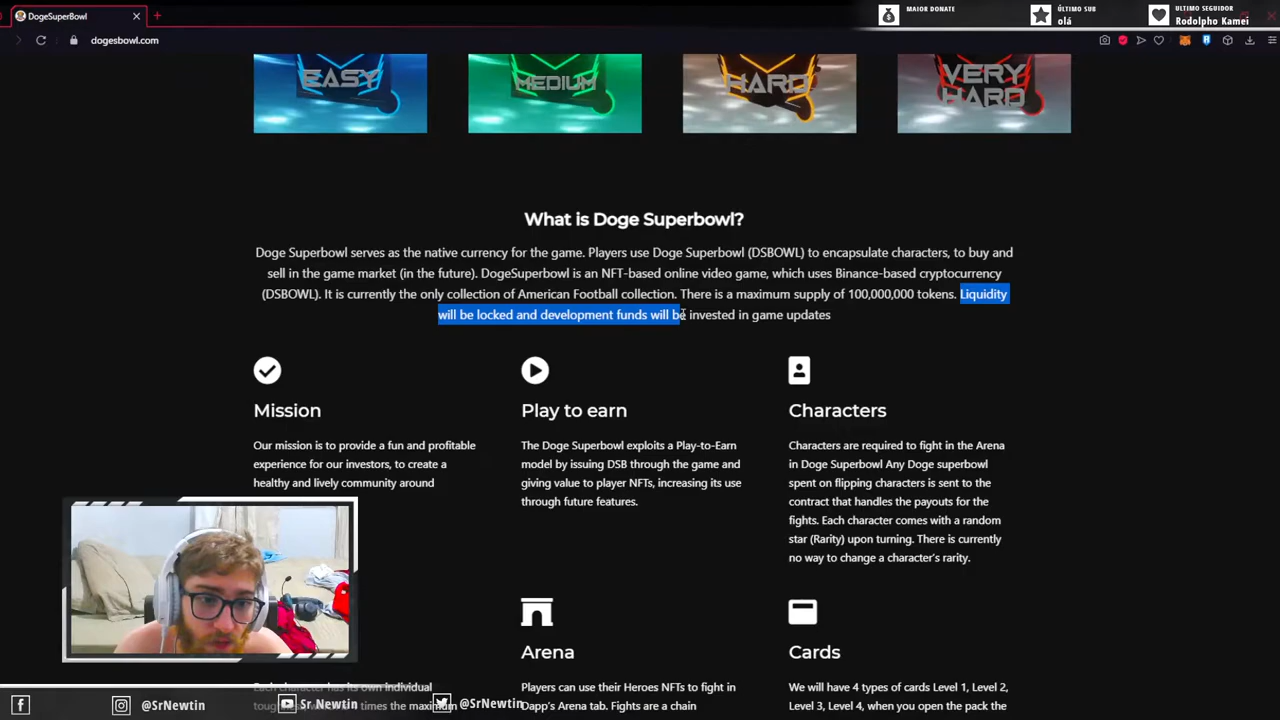 DogeSuperBowl
MAIOR DONATE
ÚLTIMO SUB
olá
ULTIMO SEGUIDOR
Rodolpho Kamei
dogesbowl.com
EASY
MEDIUM
HARD
VERY
HARD
What is Doge Superbowl?
Doge Superbowl serves as the native currency for the game. Players use Doge Superbowl (DSBOWL) to encapsulate characters, to buy and
sell in the game market (in the future). DogeSuperbowl is an NFT-based online video game, which uses Binance-based cryptocurrency
(DSBOWL). It is currently the only collection of American Football collection. There is a maximum supply of 100,000,000 tokens. Liquidity
will be locked and development funds will be invested in game updates
Mission
Our mission is to provide a fun and profitable
experience for our investors, to create a
healthy and lively community around
Play to earn
The Doge Superbowl exploits a Play-to-Earn
model by issuing DSB through the game and
giving value to player NFTs, increasing its use
through future features.
Characters
Characters are required to fight in the Arena
in Doge Superbowl Any Doge superbowl
spent on flipping characters is sent to the
contract that handles the payouts for the
fights. Each character comes with a random
star (Rarity) upon turning. There is currently
no way to change a character's rarity.
Each character has its own individual
times the maximum
Arena
Players can use their Heroes NFTs to fight in
Dapp's Arena tab. Fights are a chain
Cards
We will have 4 types of cards Level 1, Level 2,
Level 3, Level 4, when you open the pack the
@SrNewtin
Sr Newtin
@SrNewtin